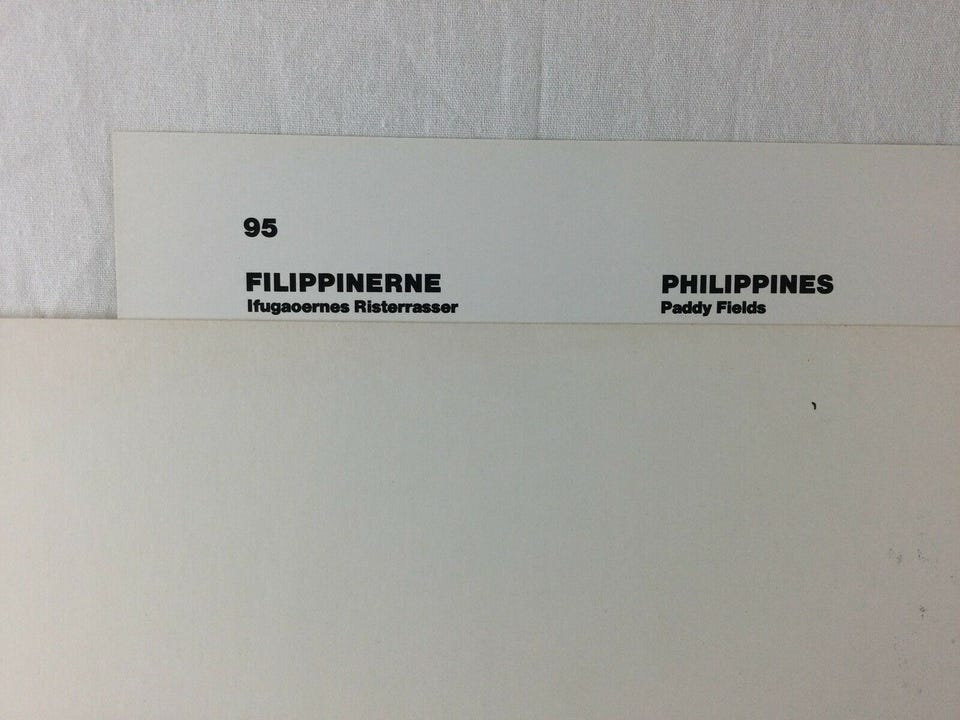 95
FILIPPINERNE
Ifugaoernes Risterrasser
PHILIPPINES
Paddy Fields